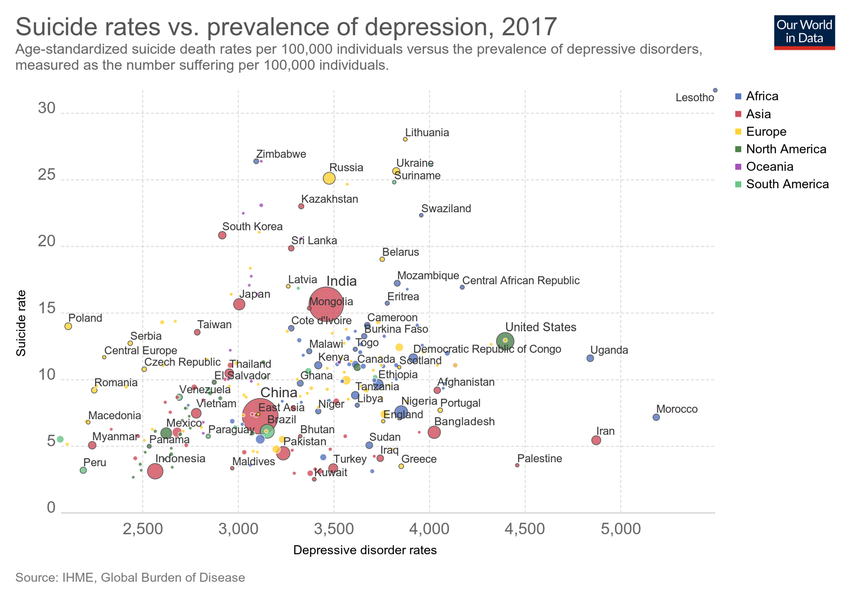 Suicide rates vs. prevalence of depression, 2017
Our World
in Data
Age-standardized suicide death rates per 100,000 individuals versus the prevalence of depressive disorders,
measured as the number suffering per 100,000 individuals.
Africa
Asia
Europe
North America
Oceania
South America
Suicide rate
30
25
20
15
10
5
0
Lesotho
Lithuania
Zimbabwe
Russia
Ukraine
Suriname
Kazakhstan
Swaziland
South Korea
Sri Lanka
Belarus
Latvia
India
Mozambique
Central African Republic
Japan
Mongolia
Eritrea
Poland
Taiwan
Cote d'Ivoire
Cameroon
Burkina Faso
United States
Serbia
Central Europe
Malawi
Togo
Democratic Republic of Congo
Uganda
Czech Republic
Thailand
Kenya
Canada
Scotland
El Salvador
Ghana
Ethiopia
Romania
Venezuela
Tanzania
Afghanistan
China
Libya
Vietnam
East Asia
Niger
Nigeria
Portugal
Macedonia
Mexico
Brazil
England
Morocco
Myanmar
Panama
Paraguay
Bhutan
Bangladesh
Pakistan
Sudan
Iran
Peru
Indonesia
Maldives
Turkey
Iraq
Greece
Palestine
Kuwait
2,500
3,000
3,500
4,000
4,500
5,000
Depressive disorder rates
Source: IHME, Global Burden of Disease